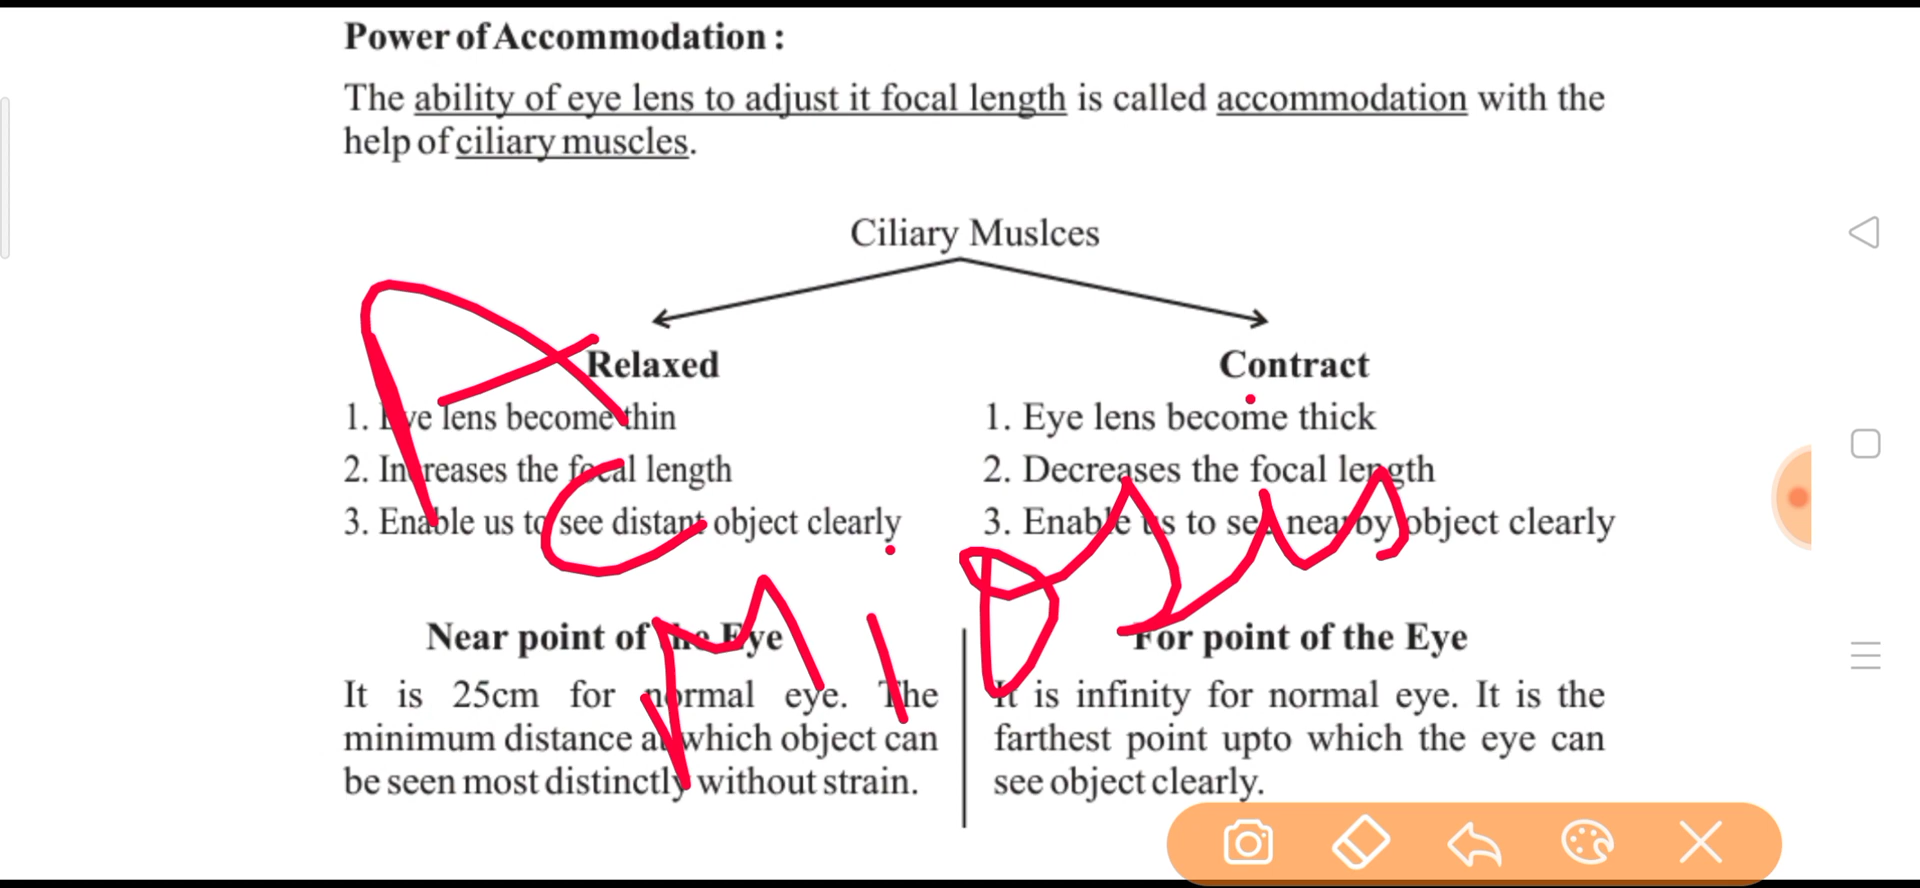 Power of Accommodation :
The ability of eye lens to adjust it focal length is called accommodation with the
help of ciliary muscles.
Ciliary Muslces
Relaxed
1. Eye lens become thin
2. Increases the focal length
3. Enable us to see distant object clearly
Contract
1. Eye lens become thick
2. Decreases the focal length
3. Enable us to see nearby object clearly
Near point of the Eye
It is 25cm for normal eye. The
minimum distance at which object can
be seen most distinctly without strain.
For point of the Eye
It is infinity for normal eye. It is the
farthest point upto which the eye can
see object clearly.
AC